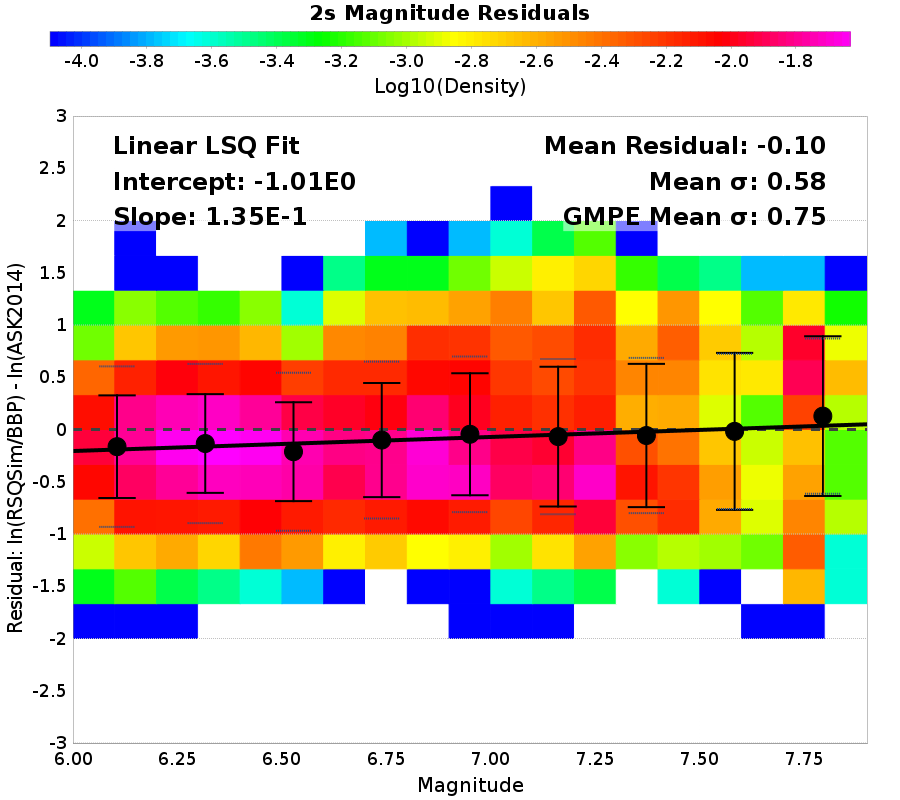 2s Magnitude Residuals
-4.0 -3.8 -3.6 -3.4 -3.2 -3.0 -2.8 -2.6 -2.4 -2.2 -2.0 -1.8
Log10(Density)
Linear LSQ Fit
Intercept: -1.01E0
Slope: 1.35E-1
Mean Residual: -0.10
Mean σ: 0.58
GMPE Mean σ: 0.75
Residual: ln(RSQSim/BBP) - ln(ASK2014)
3
2.5
2
1.5
1
0.5
0
-0.5
-1
-1.5
-2
-2.5
-3
6.00 6.25 6.50 6.75 7.00 7.25 7.50 7.75
Magnitude